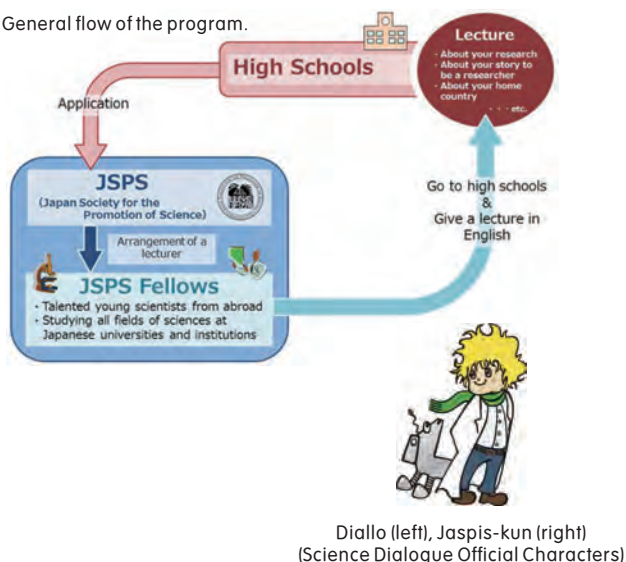 General flow of the program.
Lecture
· About your research
· About your story to
be a researcher
· About your home
country
· · · etc.
High Schools
Application
JSPS
(Japan Society for the
Promotion of Science)
Arrangement of a
lecturer
JSPS Fellows
· Talented young scientists from abroad
· Studying all fields of sciences at
Japanese universities and institutions
Go to high schools
&
Give a lecture in
English
Diallo (left), Jaspis-kun (right)
(Science Dialogue Official Characters)